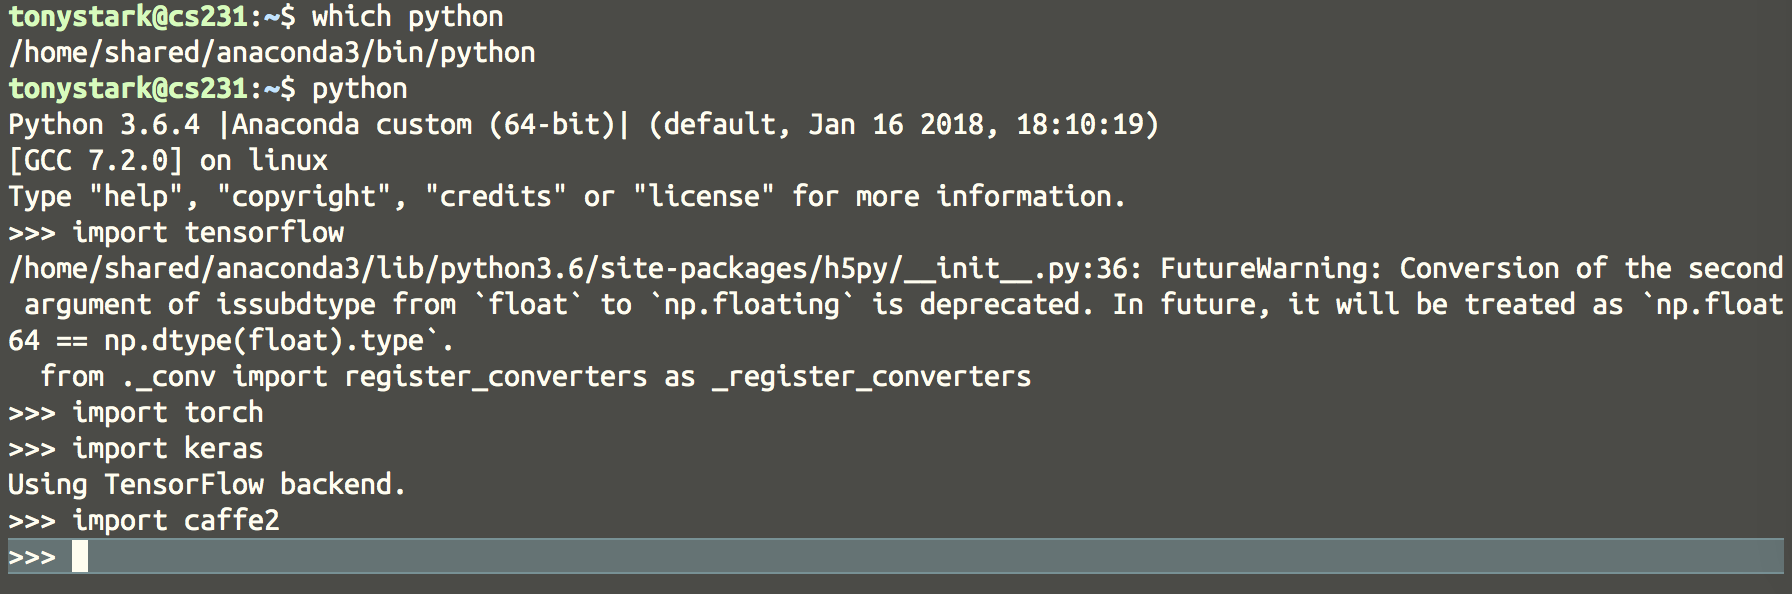 tonystark@cs231:~$ which python
/home/shared/anaconda3/bin/python
tonystark@cs231:~$ python
Python 3.6.4 |Anaconda custom (64-bit)| (default, Jan 16 2018, 18:10:19)
[GCC 7.2.0] on linux
Type "help", "copyright", "credits" or "license" for more information.
>>> import tensorflow
/home/shared/anaconda3/lib/python3.6/site-packages/h5py/__init__.py:36: FutureWarning: Conversion of the second
 argument of issubdtype from `float` to `np.floating` is deprecated. In future, it will be treated as `np.float
64 == np.dtype(float).type`.
  from ._conv import register_converters as _register_converters
>>> import torch
>>> import keras
Using TensorFlow backend.
>>> import caffe2
>>>